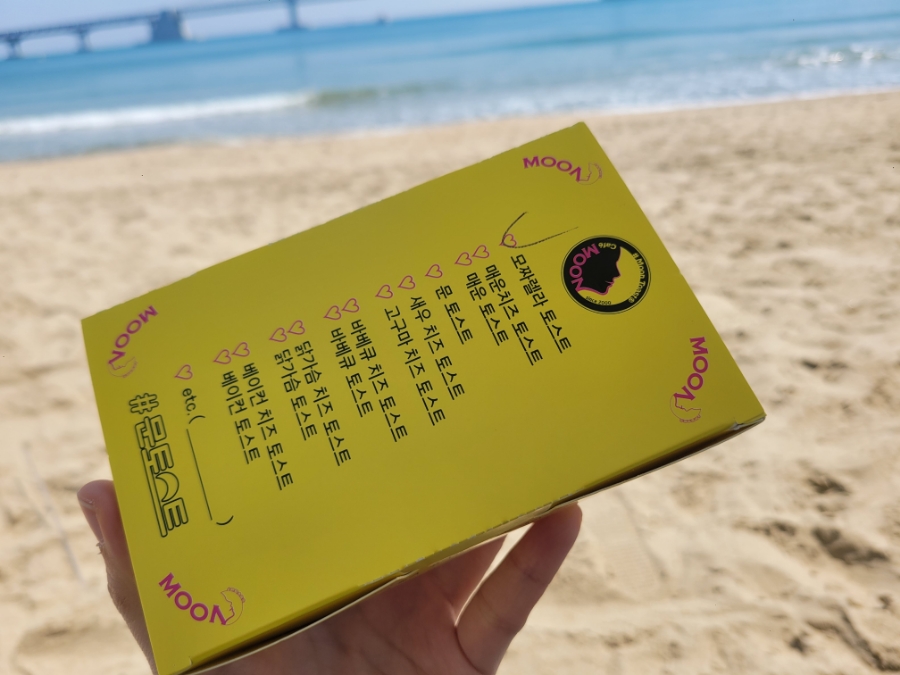 MOON
Café
MOON
모짜렐라 토스트
매운치즈 토스트
매운 토스트
문 토스트
새우 치즈 토스트
고구마 치즈 토스트
바베큐 치즈 토스트
바베큐 토스트
닭가슴 치즈 토스트
닭가슴 토스트
베이컨 치즈 토스트
베이컨 토스트
etc. ( )
#문토스트
MOON
MOON
MOON